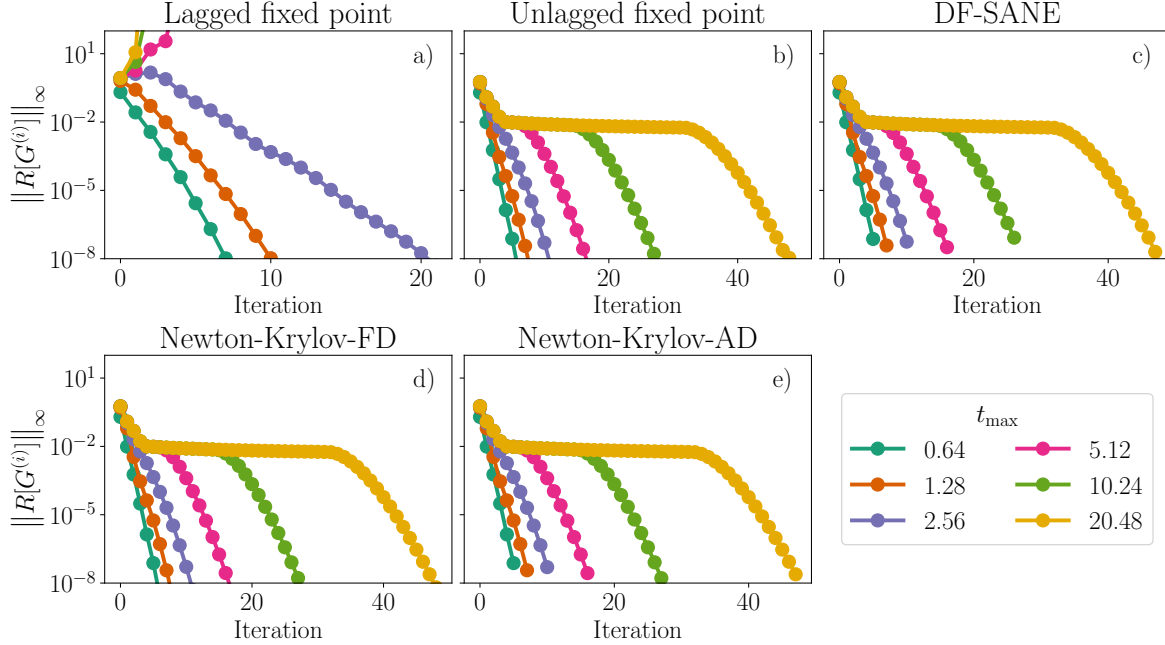 Lagged fixed point
Unlagged fixed point
DF-SANE
a)
b)
c)
||R[G^(i)]||_∞
10^1
10^-2
10^-5
10^-8
0 10 20
0 20 40
0 20 40
Iteration
Iteration
Iteration
Newton-Krylov-FD
Newton-Krylov-AD
d)
e)
||R[G^(i)]||_∞
10^1
10^-2
10^-5
10^-8
0 20 40
0 20 40
Iteration
Iteration
t_max
0.64 5.12
1.28 10.24
2.56 20.48